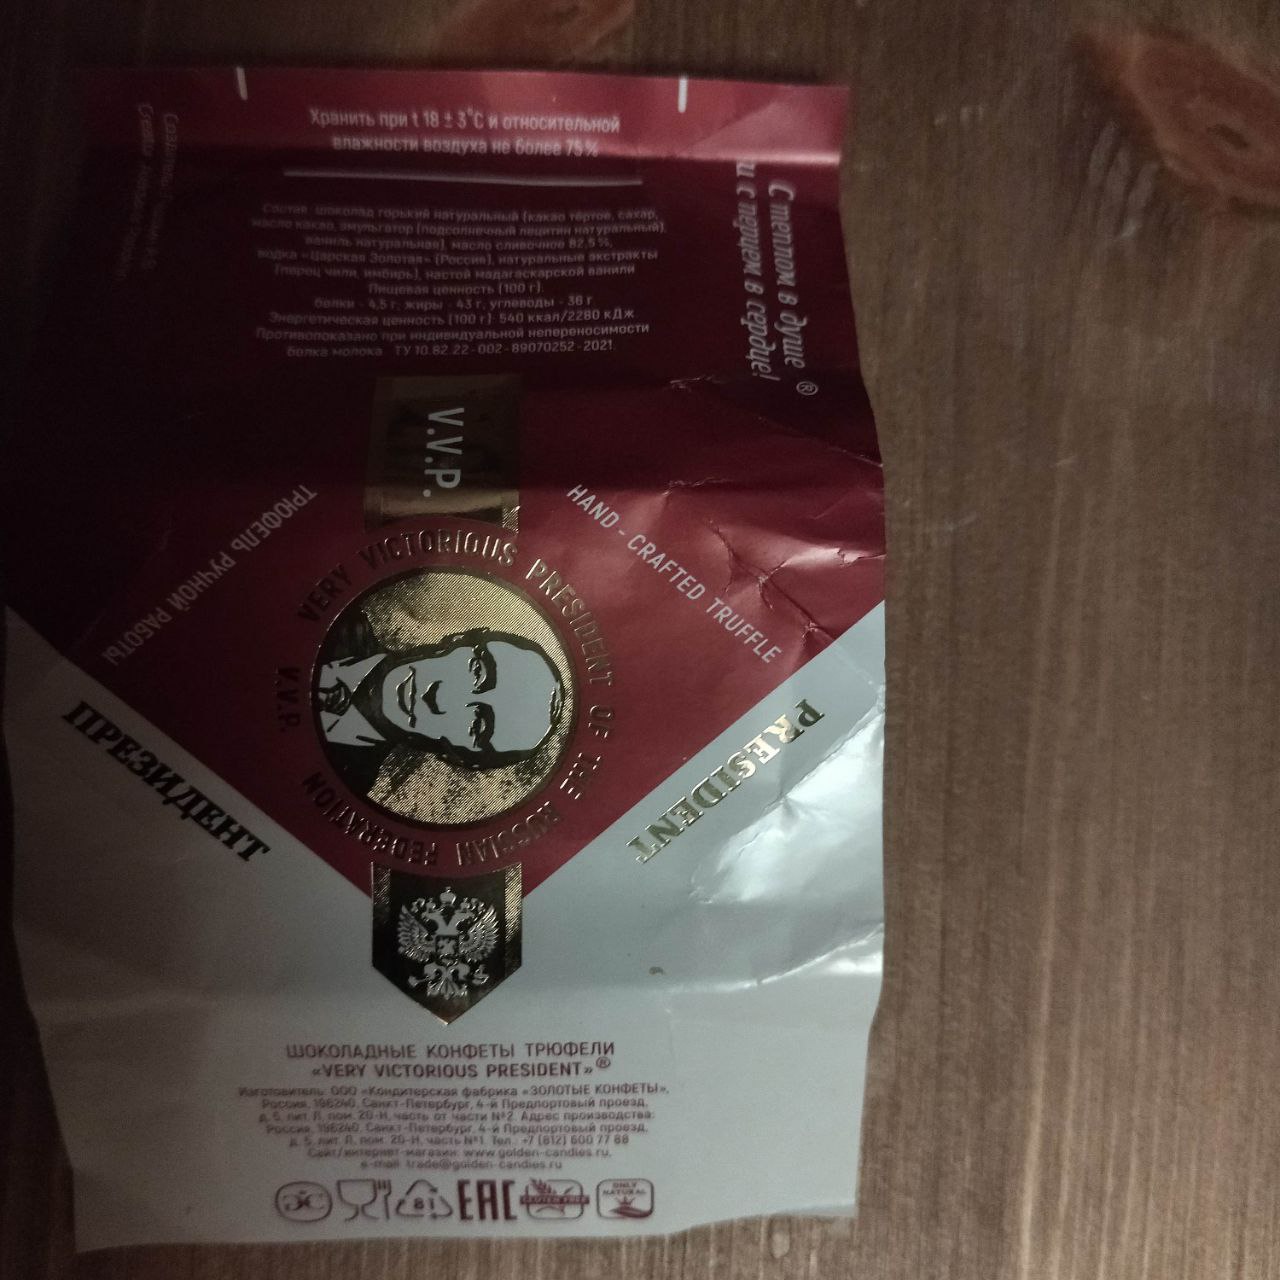 Хранить при t 18 ± 3°С и относительной
влажности воздуха не более 75%
Состав: шоколад горький натуральный (какао тёртое, сахар,
масло какао, эмульгатор (подсолнечный лецитин натуральный),
ваниль натуральная), масло сливочное 82,5%,
водка «Царская Золотая» (Россия), натуральные экстракты
(перец чили, имбирь), настой мадагаскарской ванили
Пищевая ценность (100 г):
белки - 4,5 г, жиры - 43 г, углеводы - 36 г
Энергетическая ценность (100 г): 540 ккал/2280 кДж
Противопоказано при индивидуальной непереносимости
белка молока ТУ 10.82.22-002-89070252-2021.
С теплом в душе
и с перцем в сердце! ®
V.V.P.
ТРЮФЕЛЬ РУЧНОЙ РАБОТЫ
HAND-CRAFTED TRUFFLE
VERY VICTORIOUS PRESIDENT OF THE RUSSIAN FEDERATION
V.V.P.
ПРЕЗИДЕНТ
PRESIDENT
ШОКОЛАДНЫЕ КОНФЕТЫ ТРЮФЕЛИ
«VERY VICTORIOUS PRESIDENT»®
Изготовитель: ООО «Кондитерская фабрика «ЗОЛОТЫЕ КОНФЕТЫ»,
Россия, 196240, Санкт-Петербург, 4-й Предпортовый проезд,
д. 5, лит. Л, пом. 20-Н, часть от части №2. Адрес производства:
Россия, 196240, Санкт-Петербург, 4-й Предпортовый проезд,
д. 5, лит. Л, пом. 20-Н, часть №1. Тел.: +7 (812) 600 77 88
Сайт/интернет-магазин: www.golden-candies.ru,
e-mail: trade@golden-candies.ru
81
EAC
GLUTEN FREE
ONLY
NATURAL